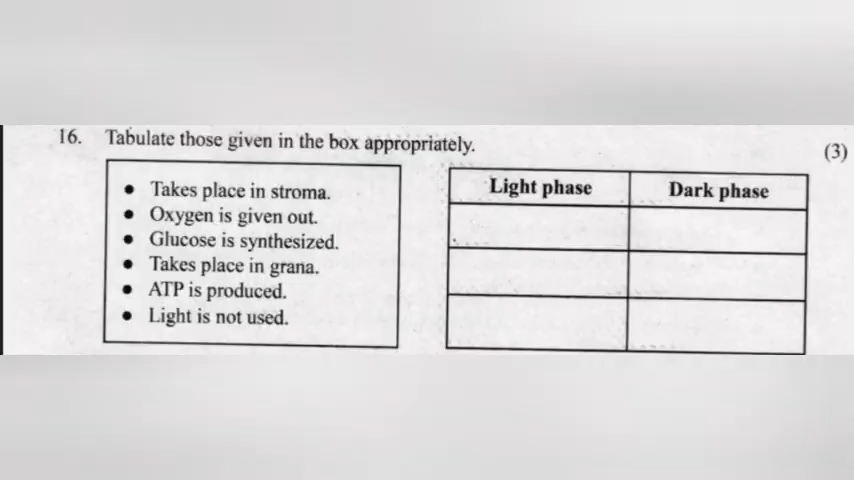 16. Tabulate those given in the box appropriately.
(3)
• Takes place in stroma.
• Oxygen is given out.
• Glucose is synthesized.
• Takes place in grana.
• ATP is produced.
• Light is not used.
Light phase Dark phase